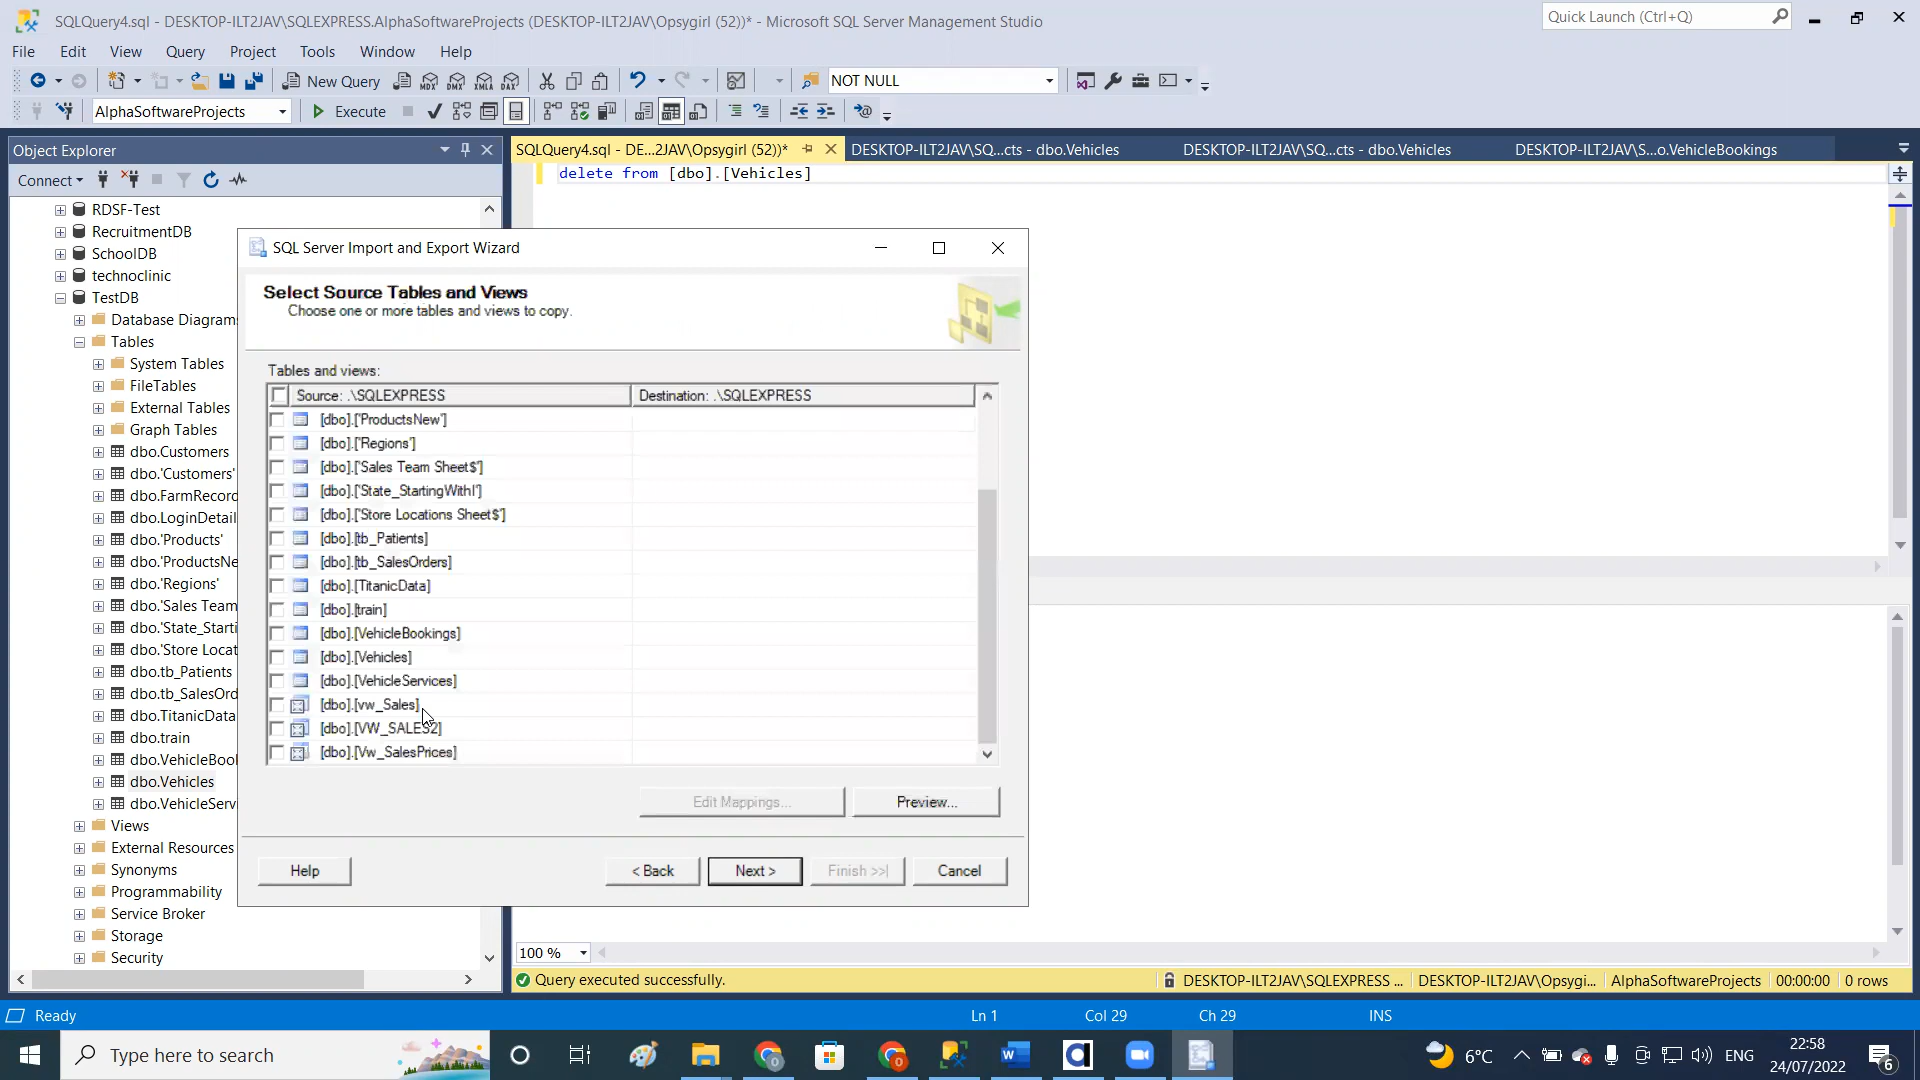 SQLQuery4.sql - DESKTOP-ILT2JAV\SQLEXPRESS.AlphaSoftwareProjects (DESKTOP-ILT2JAV\Opsygirl (52))* - Microsoft SQL Server Management Studio
Quick Launch (Ctrl+Q)
File Edit View Query Project Tools Window Help
New Query
MDX DMX XMLA DAX
NOT NULL
AlphaSoftwareProjects
Execute
Object Explorer
SQLQuery4.sql - DE...2JAV\Opsygirl (52))*
DESKTOP-ILT2JAV\SQ...cts - dbo.Vehicles
DESKTOP-ILT2JAV\SQ...cts - dbo.Vehicles
DESKTOP-ILT2JAV\S...o.VehicleBookings
Connect
delete from [dbo].[Vehicles]
RDSF-Test
RecruitmentDB
SchoolDB
technoclinic
TestDB
Database Diagram
Tables
System Tables
FileTables
External Tables
Graph Tables
dbo.Customers
dbo.'Customers'
dbo.FarmRecord
dbo.LoginDetail
dbo.'Products'
dbo.'ProductsNe
dbo.'Regions'
dbo.'Sales Team
dbo.'State_Starti
dbo.'Store Locat
dbo.tb_Patients
dbo.tb_SalesOrd
dbo.TitanicData
dbo.train
dbo.VehicleBool
dbo.Vehicles
dbo.VehicleServ
Views
External Resources
Synonyms
Programmability
Service Broker
Storage
Security
SQL Server Import and Export Wizard
Select Source Tables and Views
Choose one or more tables and views to copy.
Tables and views:
Source: .\SQLEXPRESS
Destination: .\SQLEXPRESS
[dbo].['ProductsNew']
[dbo].['Regions']
[dbo].['Sales Team Sheet$']
[dbo].['State_StartingWithI']
[dbo].['Store Locations Sheet$']
[dbo].[tb_Patients]
[dbo].[tb_SalesOrders]
[dbo].[TitanicData]
[dbo].[train]
[dbo].[VehicleBookings]
[dbo].[Vehicles]
[dbo].[VehicleServices]
[dbo].[vw_Sales]
[dbo].[VW_SALES2]
[dbo].[Vw_SalesPrices]
Edit Mappings...
Preview...
Help
< Back
Next >
Finish >>|
Cancel
100 %
Query executed successfully.
DESKTOP-ILT2JAV\SQLEXPRESS ...
DESKTOP-ILT2JAV\Opsygi...
AlphaSoftwareProjects
00:00:00
0 rows
Ready
Ln 1
Col 29
Ch 29
INS
Type here to search
6°C
ENG
22:58
24/07/2022
6